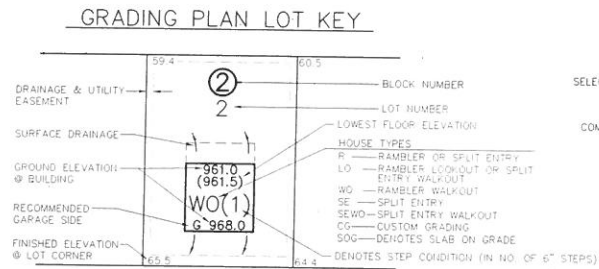 GRADING PLAN LOT KEY
59.4
60.5
2
BLOCK NUMBER
SELE
DRAINAGE & UTILITY
EASEMENT
2
LOT NUMBER
LOWEST FLOOR ELEVATION
COM
SURFACE DRAINAGE
HOUSE TYPES
R — RAMBLER OR SPLIT ENTRY
GROUND ELEVATION
@ BUILDING
961.0
(961.5)
LO — RAMBLER LOOKOUT OR SPLIT
ENTRY WALKOUT
WO — RAMBLER WALKOUT
WO(1)
SE — SPLIT ENTRY
RECOMMENDED
GARAGE SIDE
SEWO — SPLIT ENTRY WALKOUT
G 968.0
CG — CUSTOM GRADING
SOG — DENOTES SLAB ON GRADE
FINISHED ELEVATION
@ LOT CORNER
DENOTES STEP CONDITION (IN NO. OF 6" STEPS)
65.5
64.4